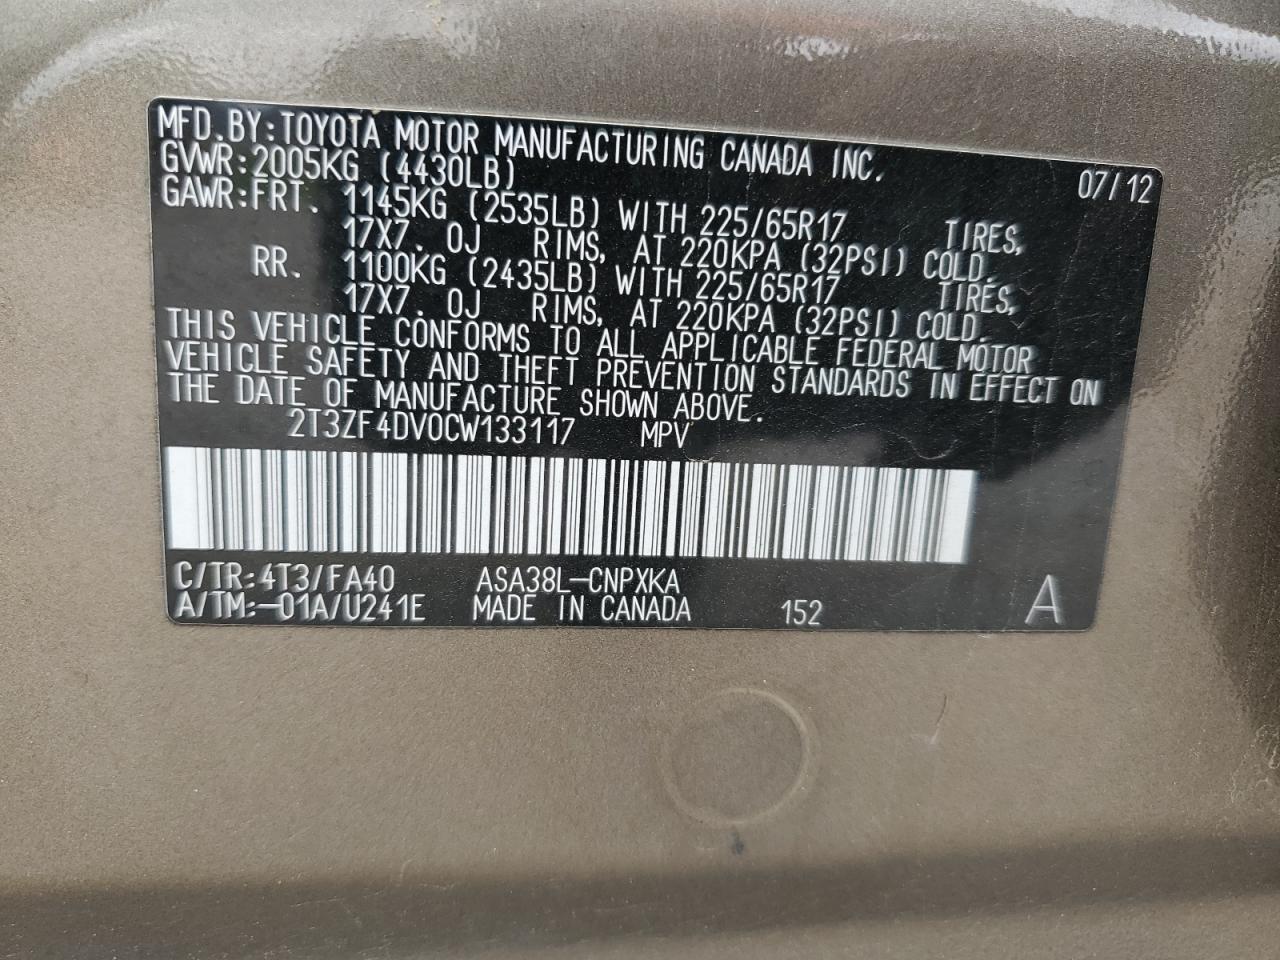 MFD.BY:TOYOTA MOTOR MANUFACTURING CANADA INC. 07/12
GVWR:2005KG (4430LB)
GAWR:FRT. 1145KG (2535LB) WITH 225/65R17 TIRES,
17X7.0J RIMS, AT 220KPA (32PSI) COLD.
RR. 1100KG (2435LB) WITH 225/65R17 TIRES,
17X7.0J RIMS, AT 220KPA (32PSI) COLD.
THIS VEHICLE CONFORMS TO ALL APPLICABLE FEDERAL MOTOR
VEHICLE SAFETY AND THEFT PREVENTION STANDARDS IN EFFECT ON
THE DATE OF MANUFACTURE SHOWN ABOVE.
2T3ZF4DV0CW133117 MPV
C/TR:4T3/FA40 ASA38L-CNPXKA
A/TM:-01A/U241E MADE IN CANADA 152 A